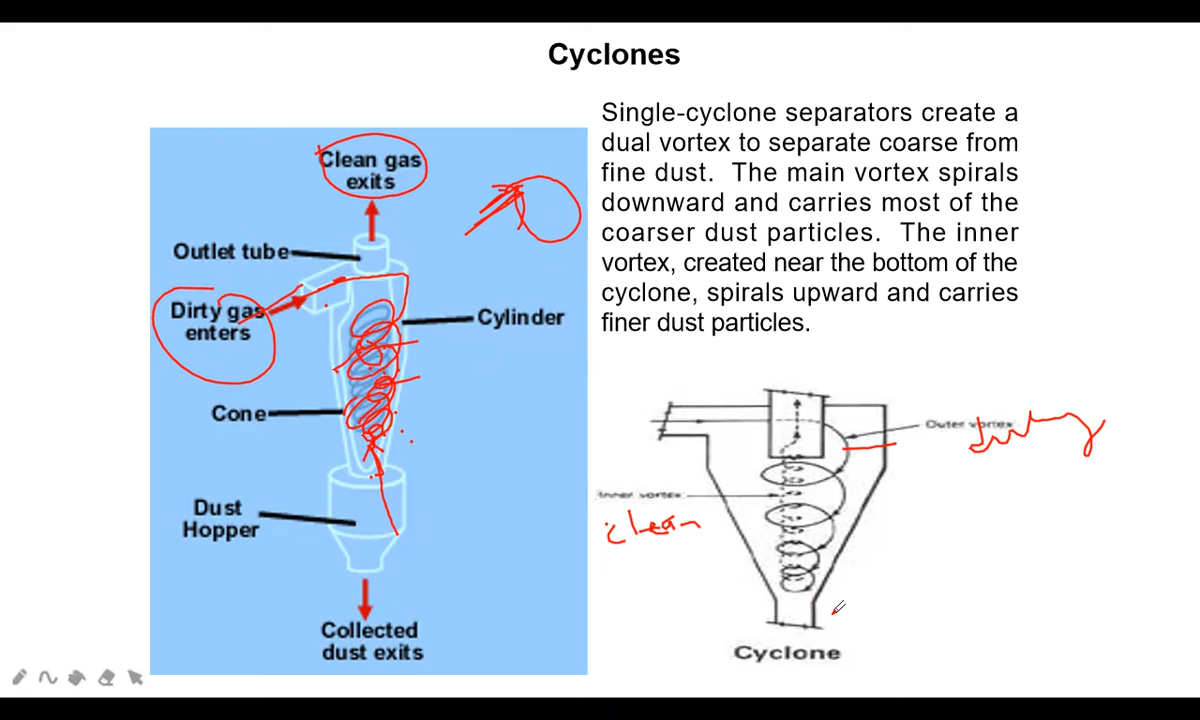 Cyclones
Single-cyclone separators create a
dual vortex to separate coarse from
fine dust. The main vortex spirals
downward and carries most of the
coarser dust particles. The inner
vortex, created near the bottom of the
cyclone, spirals upward and carries
finer dust particles.
Clean gas
exits
Outlet tube
Dirty gas
enters
Cylinder
Cone
Dust
Hopper
Collected
dust exits
Outer vortex
Inner vortex
clean
Cyclone